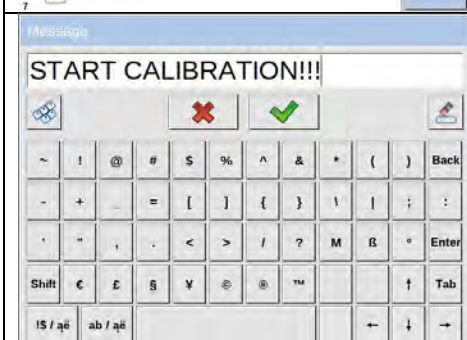 7
Message
START CALIBRATION!!!
~ ! @ # $ % ^ & * ( ) Back
- + _ = [ ] { } \ | ; :
' " , . < > / ? M ß ° Enter
Shift € £ § ¥ © ® ™ ↑ Tab
!$ / ąë ab / ąë ← ↓ →